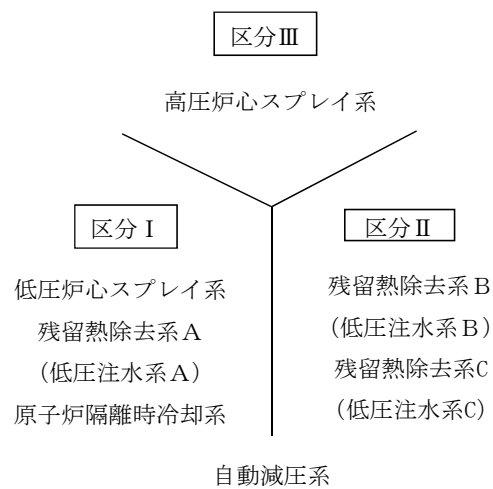 区分Ⅲ
高圧炉心スプレイ系
区分Ⅰ
低圧炉心スプレイ系
残留熱除去系A
(低圧注水系A)
原子炉隔離時冷却系
区分Ⅱ
残留熱除去系B
(低圧注水系B)
残留熱除去系C
(低圧注水系C)
自動減圧系